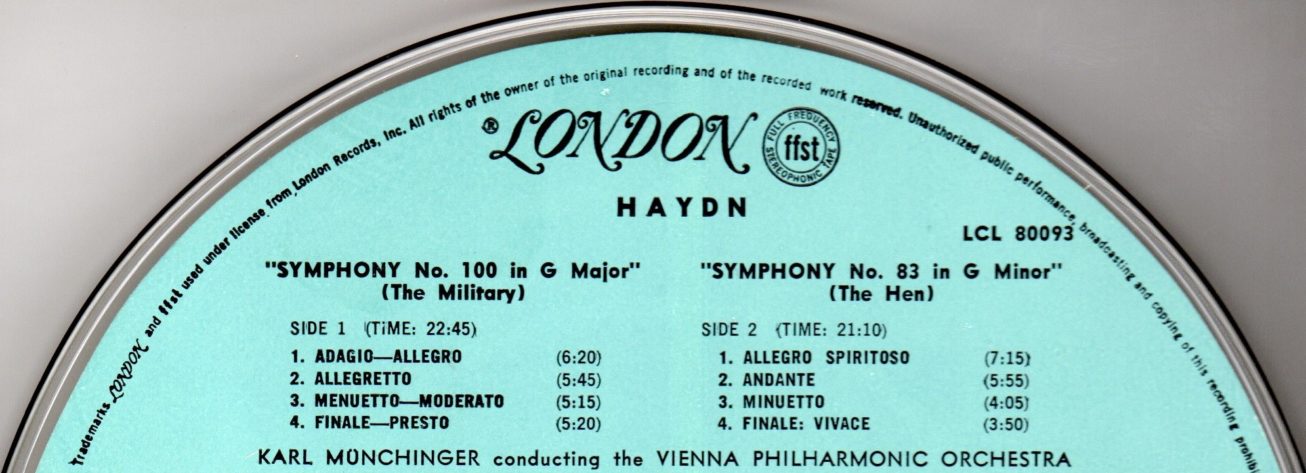 Trademarks LONDON and ffst used under license from London Records, Inc. All rights of the owner of the original recording and of the recorded work reserved. Unauthorized public performance, broadcasting and copying of this recording prohib
® LONDON
FULL FREQUENCY
ffst
STEREOPHONIC TAPE
HAYDN
LCL 80093
"SYMPHONY No. 100 in G Major"
(The Military)
SIDE 1 (TiME: 22:45)
1. ADAGIO—ALLEGRO (6:20)
2. ALLEGRETTO (5:45)
3. MENUETTO—MODERATO (5:15)
4. FINALE—PRESTO (5:20)
"SYMPHONY No. 83 in G Minor"
(The Hen)
SIDE 2 (TIME: 21:10)
1. ALLEGRO SPIRITOSO (7:15)
2. ANDANTE (5:55)
3. MINUETTO (4:05)
4. FINALE: VIVACE (3:50)
KARL MÜNCHINGER conducting the VIENNA PHILHARMONIC ORCHESTRA